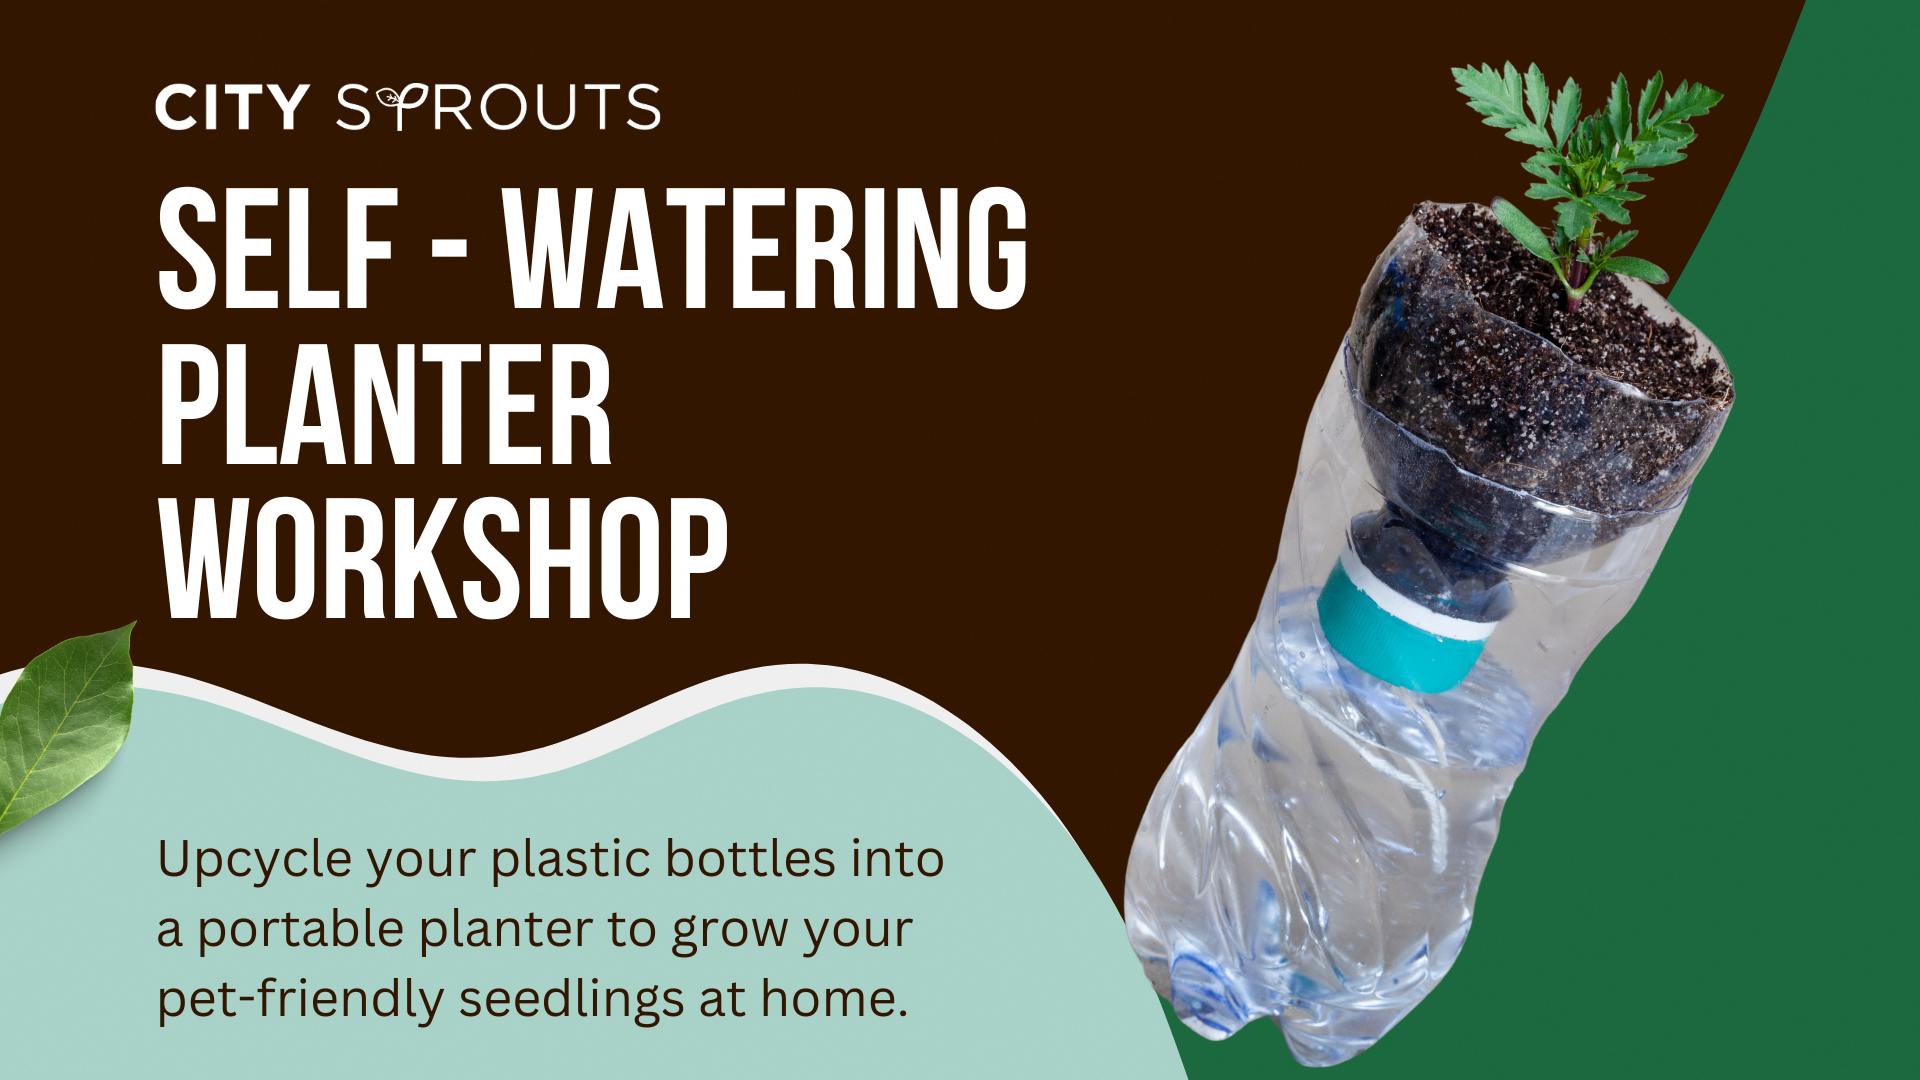 CITY SPROUTS
SELF - WATERING
PLANTER
WORKSHOP
Upcycle your plastic bottles into
a portable planter to grow your
pet-friendly seedlings at home.